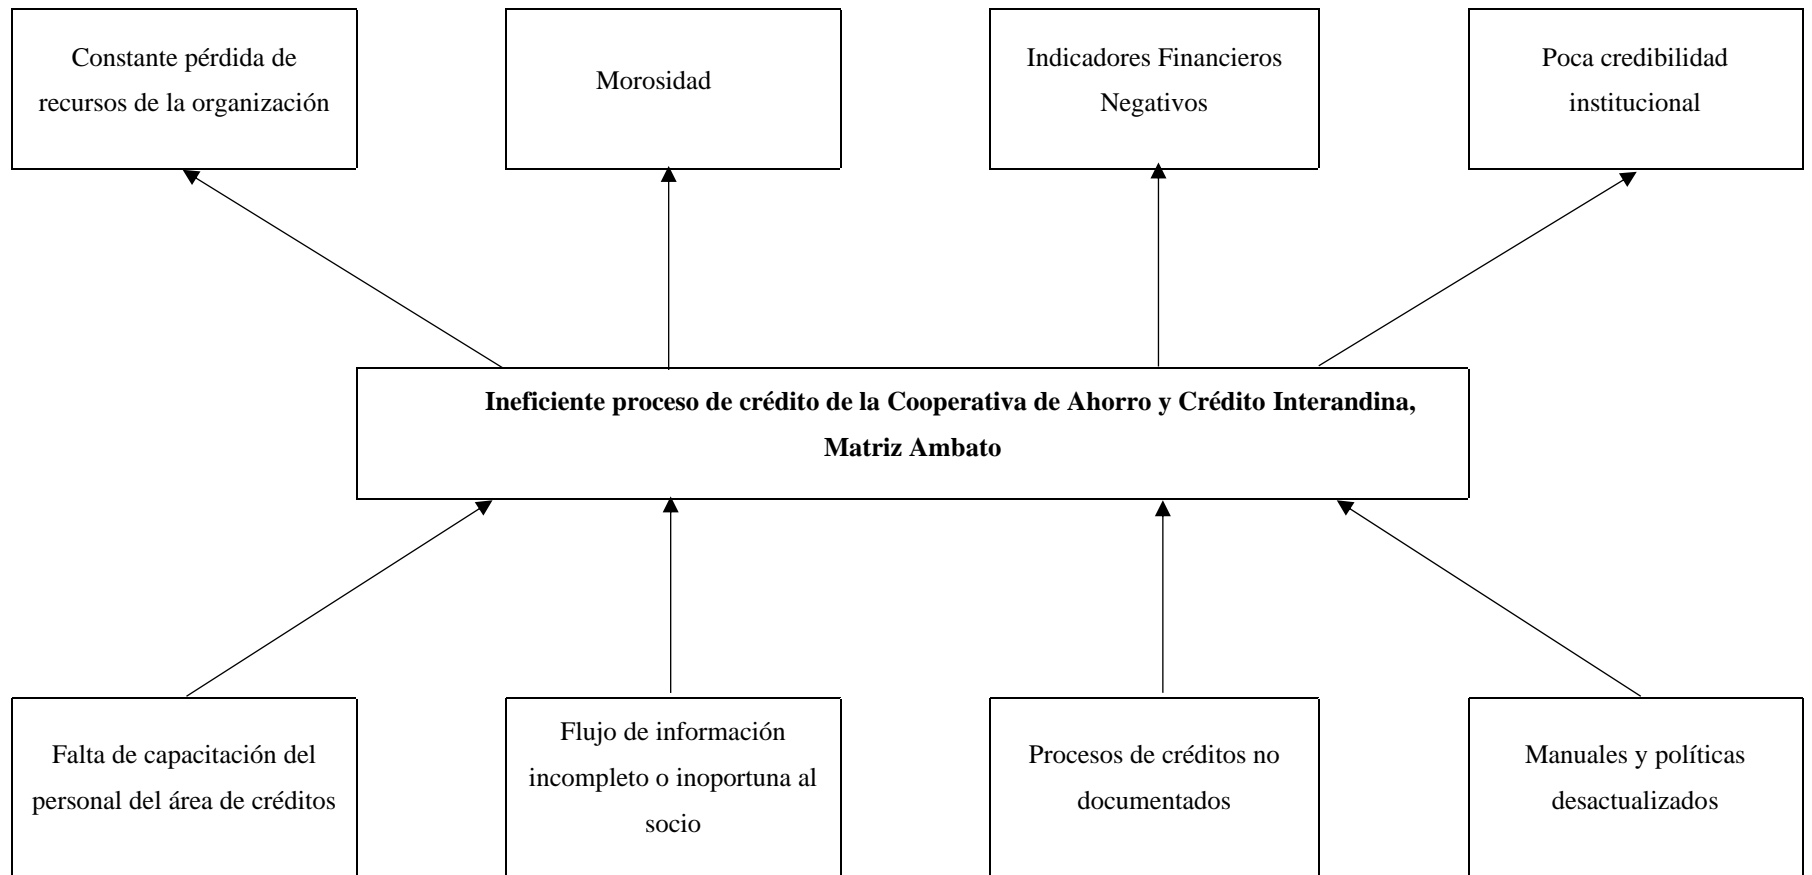 Constante pérdida de
recursos de la organización
Morosidad
Indicadores Financieros
Negativos
Poca credibilidad
institucional
Ineficiente proceso de crédito de la Cooperativa de Ahorro y Crédito Interandina,
Matriz Ambato
Falta de capacitación del
personal del área de créditos
Flujo de información
incompleto o inoportuna al
socio
Procesos de créditos no
documentados
Manuales y políticas
desactualizados